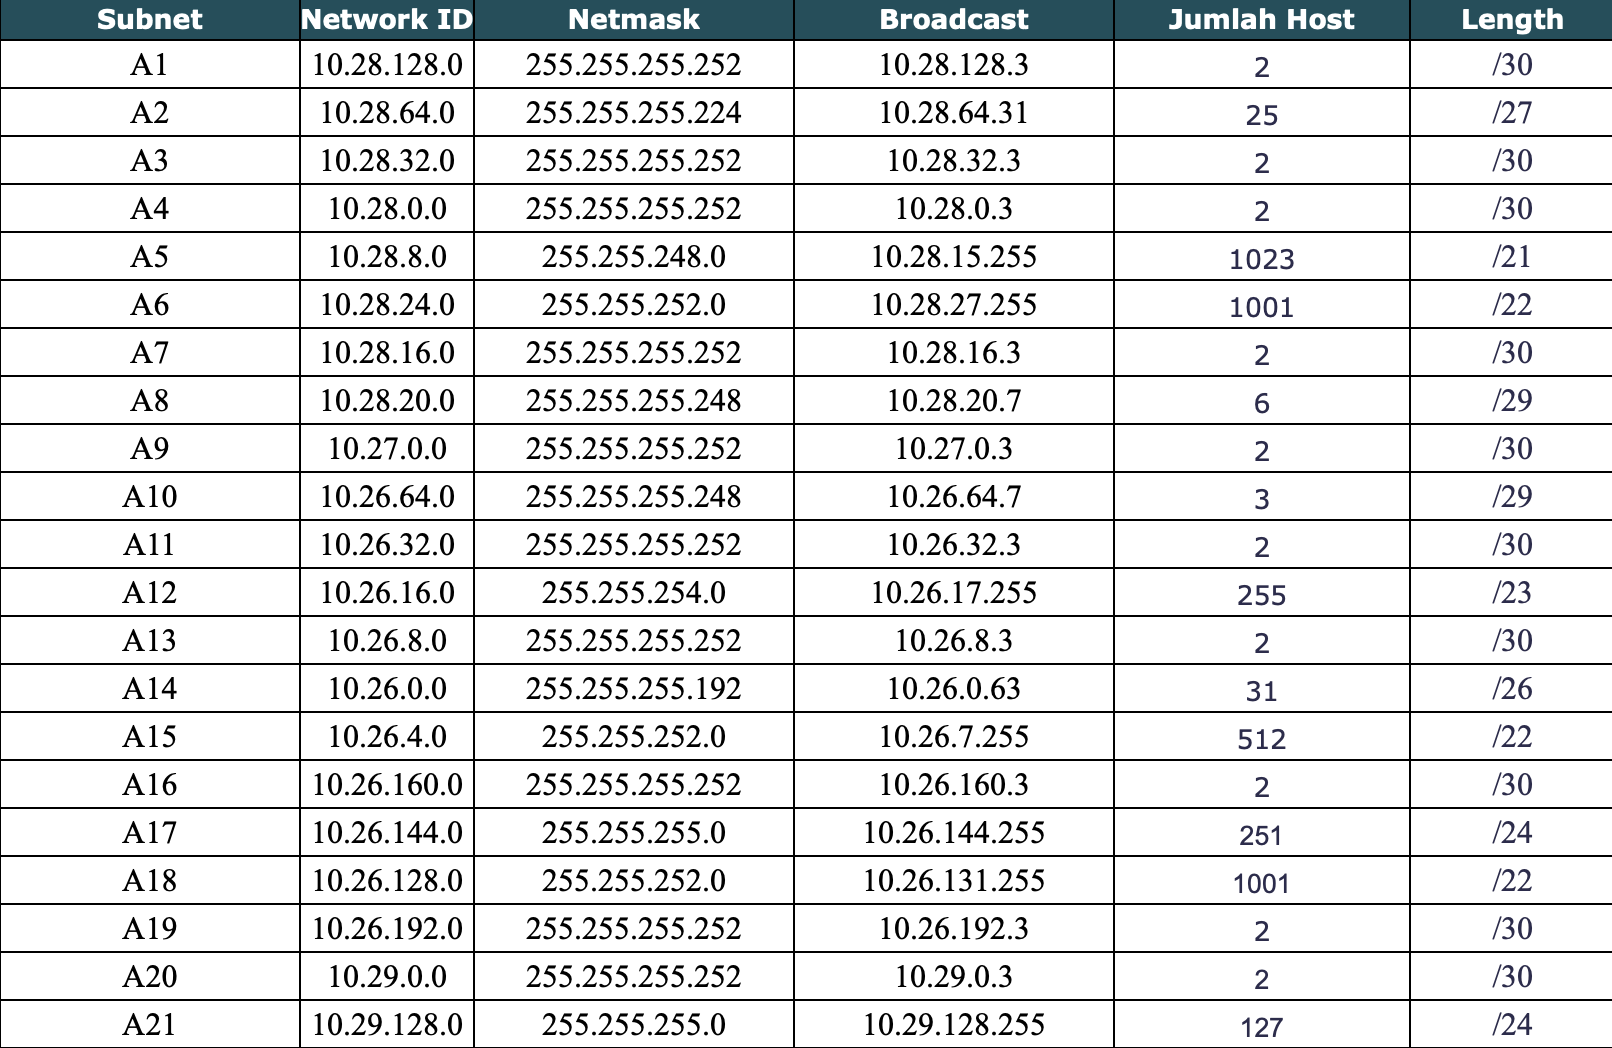 Subnet Network ID Netmask Broadcast Jumlah Host Length
A1 10.28.128.0 255.255.255.252 10.28.128.3 2 /30
A2 10.28.64.0 255.255.255.224 10.28.64.31 25 /27
A3 10.28.32.0 255.255.255.252 10.28.32.3 2 /30
A4 10.28.0.0 255.255.255.252 10.28.0.3 2 /30
A5 10.28.8.0 255.255.248.0 10.28.15.255 1023 /21
A6 10.28.24.0 255.255.252.0 10.28.27.255 1001 /22
A7 10.28.16.0 255.255.255.252 10.28.16.3 2 /30
A8 10.28.20.0 255.255.255.248 10.28.20.7 6 /29
A9 10.27.0.0 255.255.255.252 10.27.0.3 2 /30
A10 10.26.64.0 255.255.255.248 10.26.64.7 3 /29
A11 10.26.32.0 255.255.255.252 10.26.32.3 2 /30
A12 10.26.16.0 255.255.254.0 10.26.17.255 255 /23
A13 10.26.8.0 255.255.255.252 10.26.8.3 2 /30
A14 10.26.0.0 255.255.255.192 10.26.0.63 31 /26
A15 10.26.4.0 255.255.252.0 10.26.7.255 512 /22
A16 10.26.160.0 255.255.255.252 10.26.160.3 2 /30
A17 10.26.144.0 255.255.255.0 10.26.144.255 251 /24
A18 10.26.128.0 255.255.252.0 10.26.131.255 1001 /22
A19 10.26.192.0 255.255.255.252 10.26.192.3 2 /30
A20 10.29.0.0 255.255.255.252 10.29.0.3 2 /30
A21 10.29.128.0 255.255.255.0 10.29.128.255 127 /24